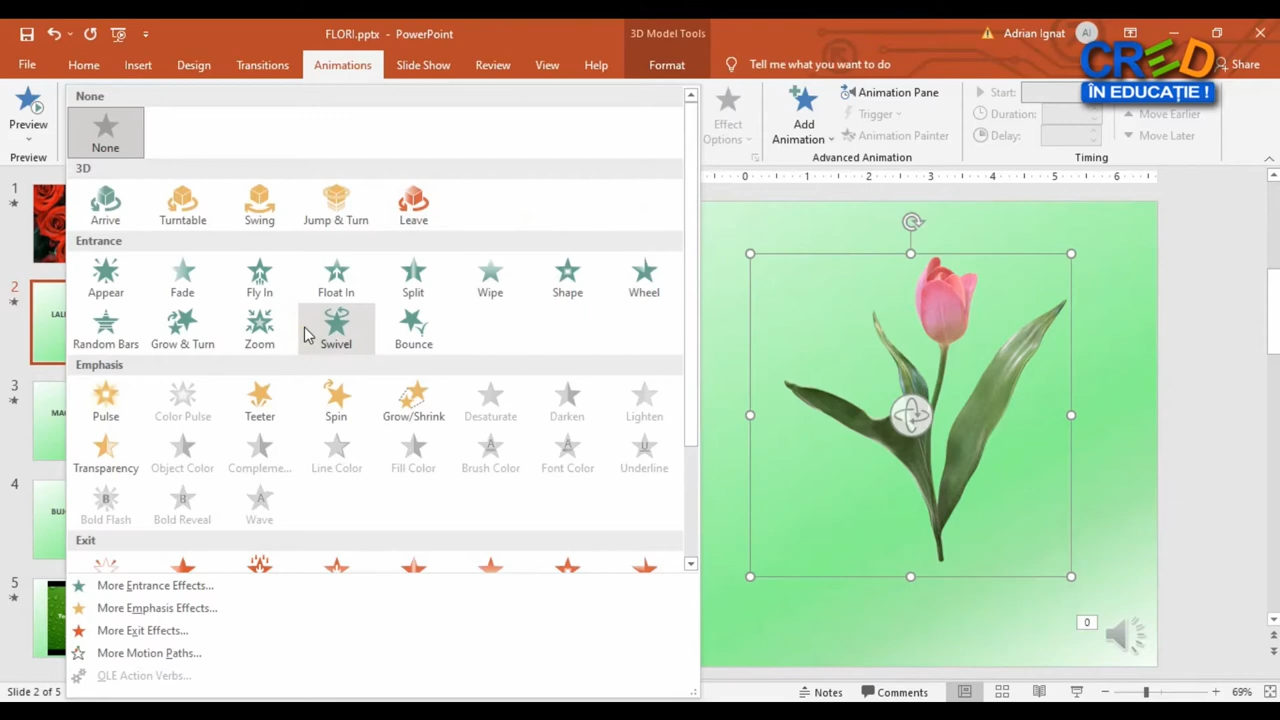 FLORI.pptx - PowerPoint
3D Model Tools
Adrian Ignat
AI
CRED
ÎN EDUCAȚIE !
File
Home
Insert
Design
Transitions
Animations
Slide Show
Review
View
Help
Format
Tell me what you want to do
Share
Preview
Preview
None
None
3D
Arrive
Turntable
Swing
Jump & Turn
Leave
Entrance
Appear
Fade
Fly In
Float In
Split
Wipe
Shape
Wheel
Random Bars
Grow & Turn
Zoom
Swivel
Bounce
Emphasis
Pulse
Color Pulse
Teeter
Spin
Grow/Shrink
Desaturate
Darken
Lighten
Transparency
Object Color
Compleme...
Line Color
Fill Color
Brush Color
Font Color
Underline
Bold Flash
Bold Reveal
Wave
Exit
More Entrance Effects...
More Emphasis Effects...
More Exit Effects...
More Motion Paths...
OLE Action Verbs...
Effect
Options
Add
Animation
Animation Pane
Trigger
Animation Painter
Advanced Animation
Start:
Duration:
Delay:
Move Earlier
Move Later
Timing
0 1 2 3 4 5 6
1
2
3
4
5
0
Slide 2 of 5
Notes
Comments
69%